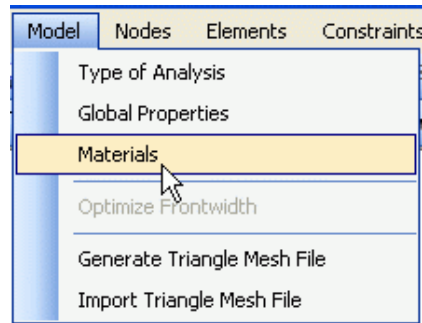 Model Nodes Elements Constraints
Type of Analysis
Global Properties
Materials
Optimize Frontwidth
Generate Triangle Mesh File
Import Triangle Mesh File